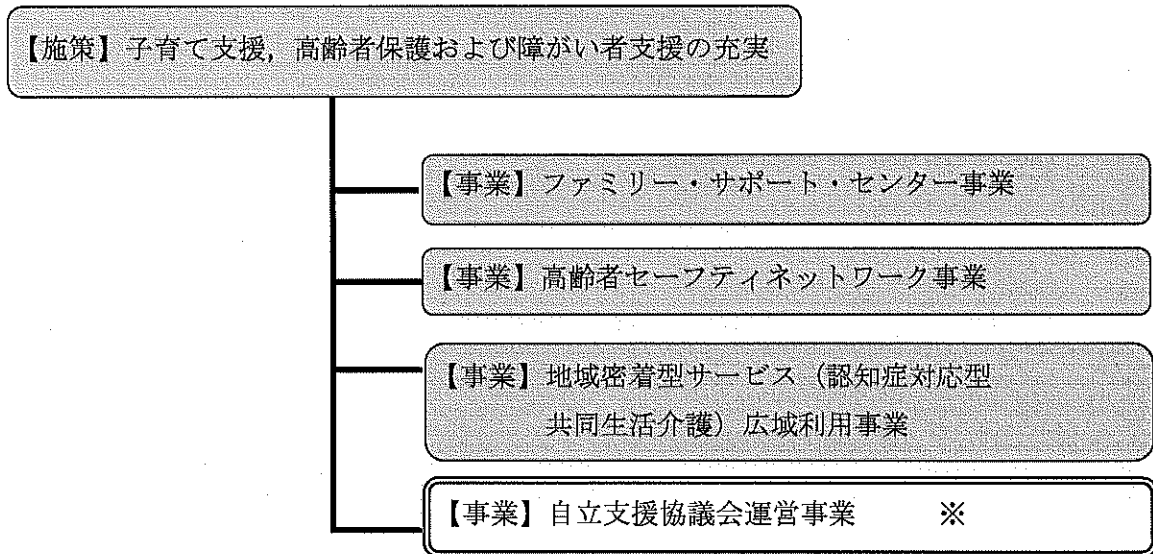 【施策】子育て支援，高齢者保護および障がい者支援の充実
【事業】ファミリー・サポート・センター事業
【事業】高齢者セーフティネットワーク事業
【事業】地域密着型サービス（認知症対応型
共同生活介護）広域利用事業
【事業】自立支援協議会運営事業　　※